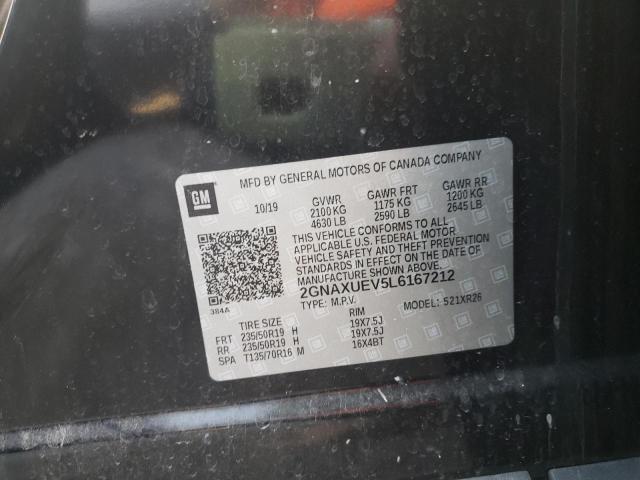 MFD BY GENERAL MOTORS OF CANADA COMPANY
GM
10/19 GVWR GAWR FRT GAWR RR
2100 KG 1175 KG 1200 KG
4630 LB 2590 LB 2645 LB
THIS VEHICLE CONFORMS TO ALL
APPLICABLE U.S. FEDERAL MOTOR
VEHICLE SAFETY AND THEFT PREVENTION
STANDARDS IN EFFECT ON THE DATE OF
MANUFACTURE SHOWN ABOVE.
2GNAXUEV5L6167212
384A TYPE: M.P.V. MODEL: 521XR26
TIRE SIZE RIM
FRT 235/50R19 H 19X7.5J
RR 235/50R19 H 19X7.5J
SPA T135/70R16 M 16X4BT